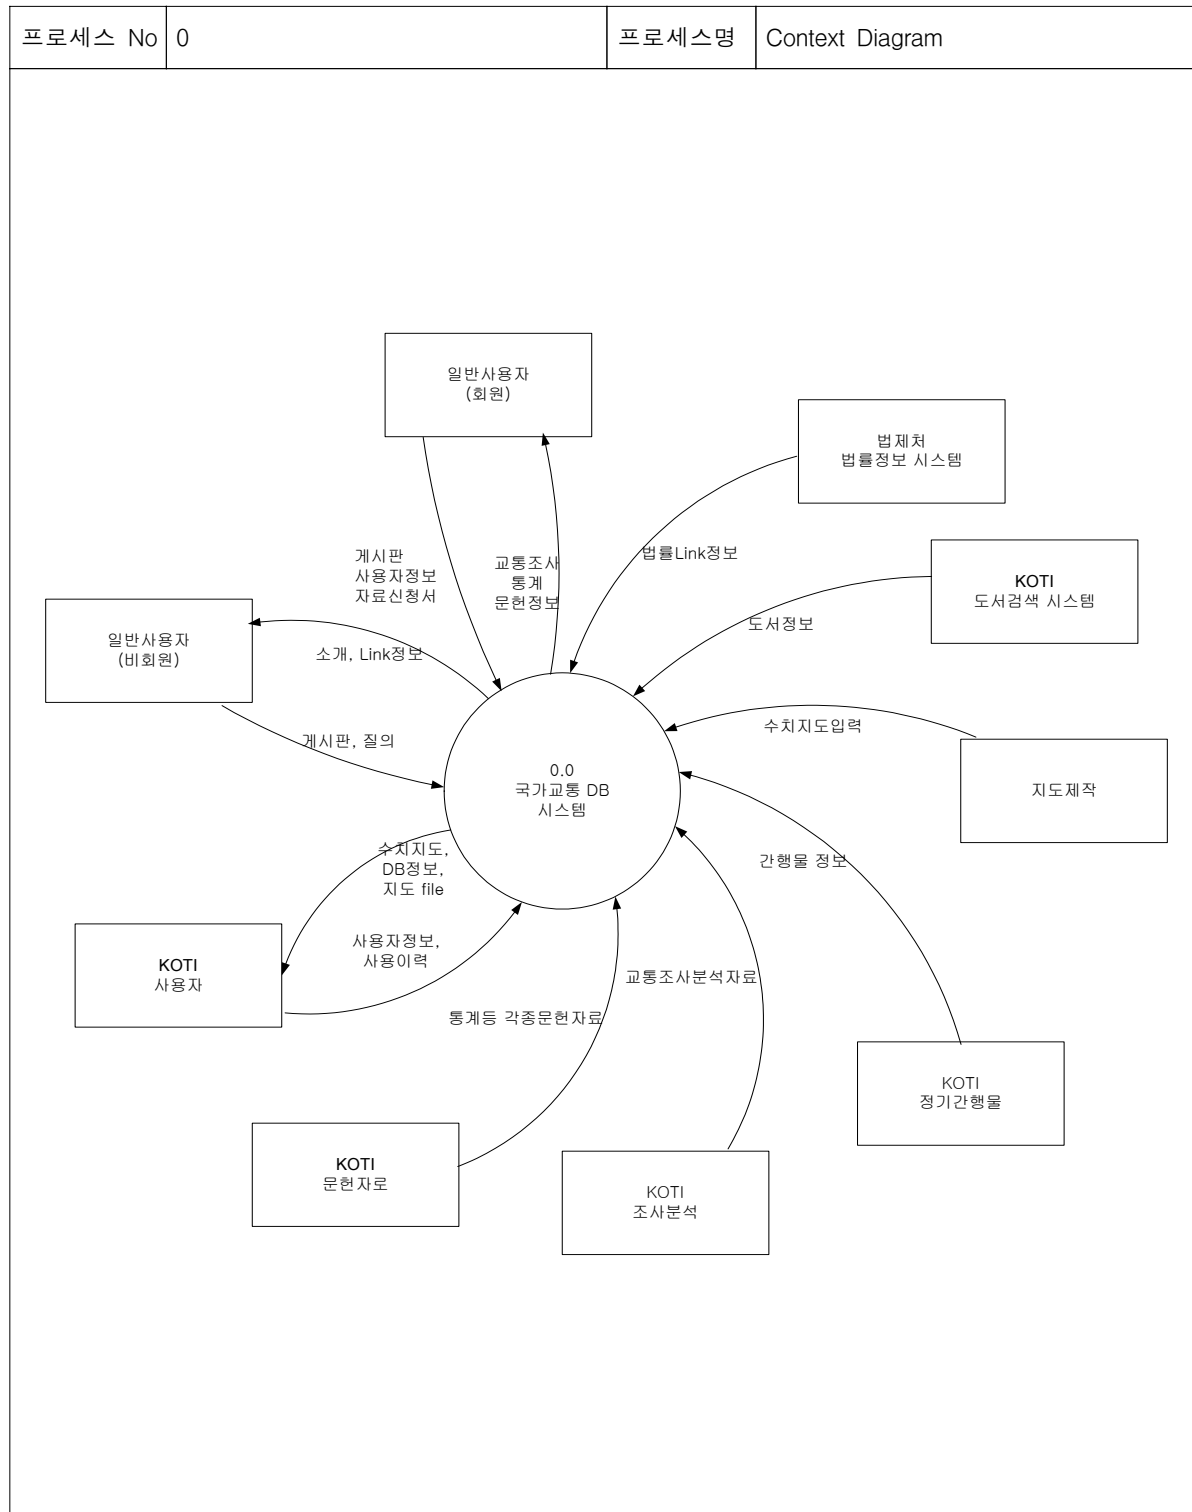 프로세스 No 0 프로세스명 Context Diagram
일반사용자
(회원)
법제처
법률정보 시스템
게시판
사용자정보
자료신청서
교통조사
통계
문헌정보
법률Link정보
KOTI
도서검색 시스템
도서정보
일반사용자
(비회원)
소개, Link정보
게시판, 질의
수치지도입력
지도제작
0.0
국가교통 DB
시스템
수치지도,
DB정보,
지도 file
간행물 정보
KOTI
사용자
사용자정보,
사용이력
교통조사분석자료
통계등 각종문헌자료
KOTI
정기간행물
KOTI
문헌자로
KOTI
조사분석